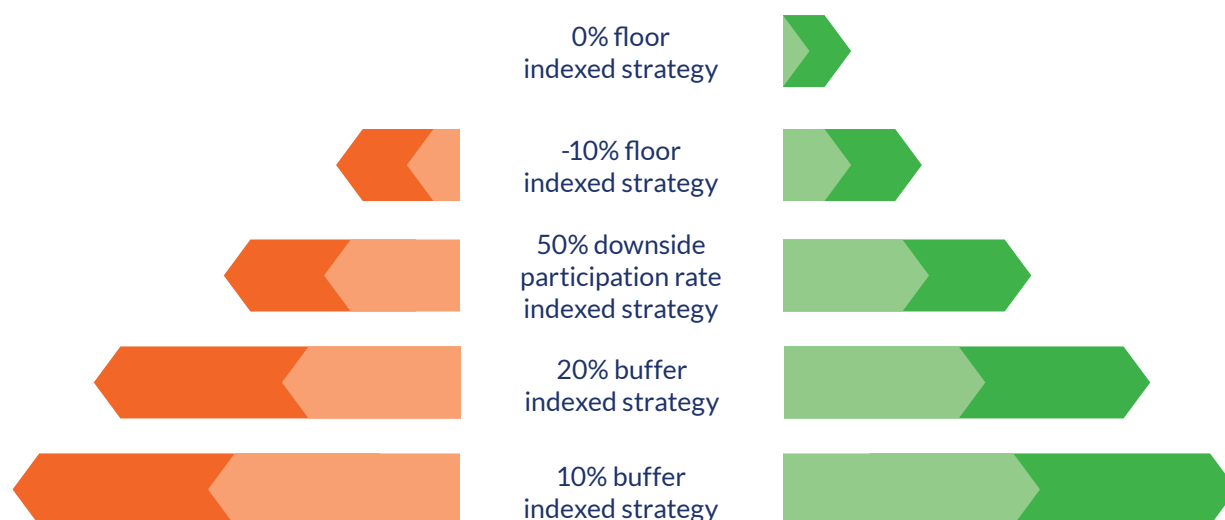 0% floor
indexed strategy
-10% floor
indexed strategy
50% downside
participation rate
indexed strategy
20% buffer
indexed strategy
10% buffer
indexed strategy